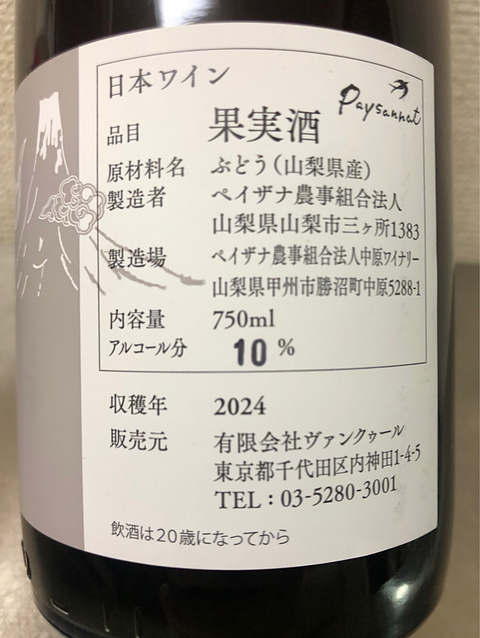 日本ワイン
Paysannat
品目 果実酒
原材料名 ぶどう(山梨県産)
製造者 ペイザナ農事組合法人
山梨県山梨市三ヶ所1383
製造場 ペイザナ農事組合法人中原ワイナリー
山梨県甲州市勝沼町中原5288-1
内容量 750ml
アルコール分 10 %
収穫年 2024
販売元 有限会社ヴァンクゥール
東京都千代田区内神田1-4-5
TEL：03-5280-3001
飲酒は20歳になってから